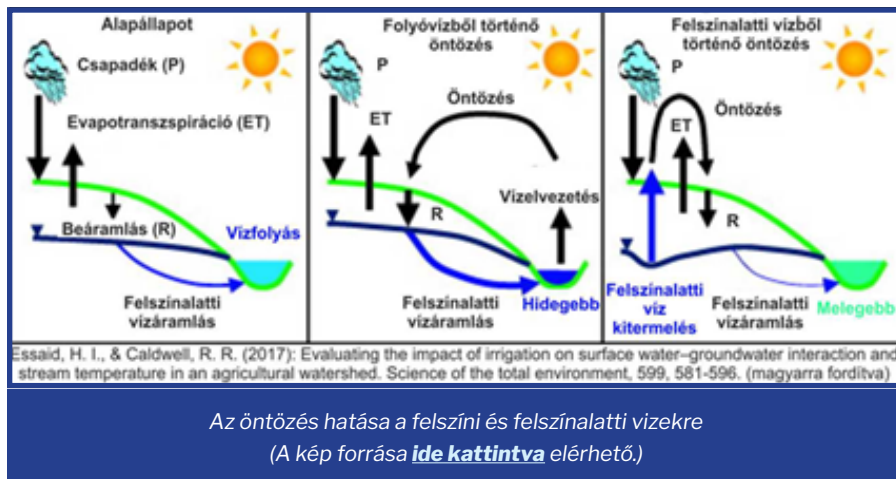 Alapállapot
Csapadék (P)
Evapotranszspiráció (ET)
Beáramlás (R)
Vízfolyás
Felszínalatti
vízáramlás
Folyóvízből történő
öntözés
P
Öntözés
ET
Vízelvezetés
R
Felszínalatti
vízáramlás
Hidegebb
Felszínalatti vízből
történő öntözés
P
Öntözés
ET
R
Felszínalatti
víz
kitermelés
Felszínalatti
vízáramlás
Melegebb
Essaid, H. I., & Caldwell, R. R. (2017): Evaluating the impact of irrigation on surface water–groundwater interaction and
stream temperature in an agricultural watershed. Science of the total environment, 599, 581-596. (magyarra fordítva)
Az öntözés hatása a felszíni és felszínalatti vizekre
(A kép forrása ide kattintva elérhető.)